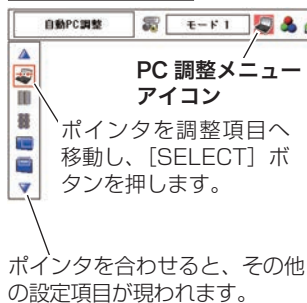 自動PC調整
モード 1
PC 調整メニュー
アイコン
ポインタを調整項目へ
移動し、[SELECT] ボ
タンを押します。
ポインタを合わせると、その他
の設定項目が現われます。